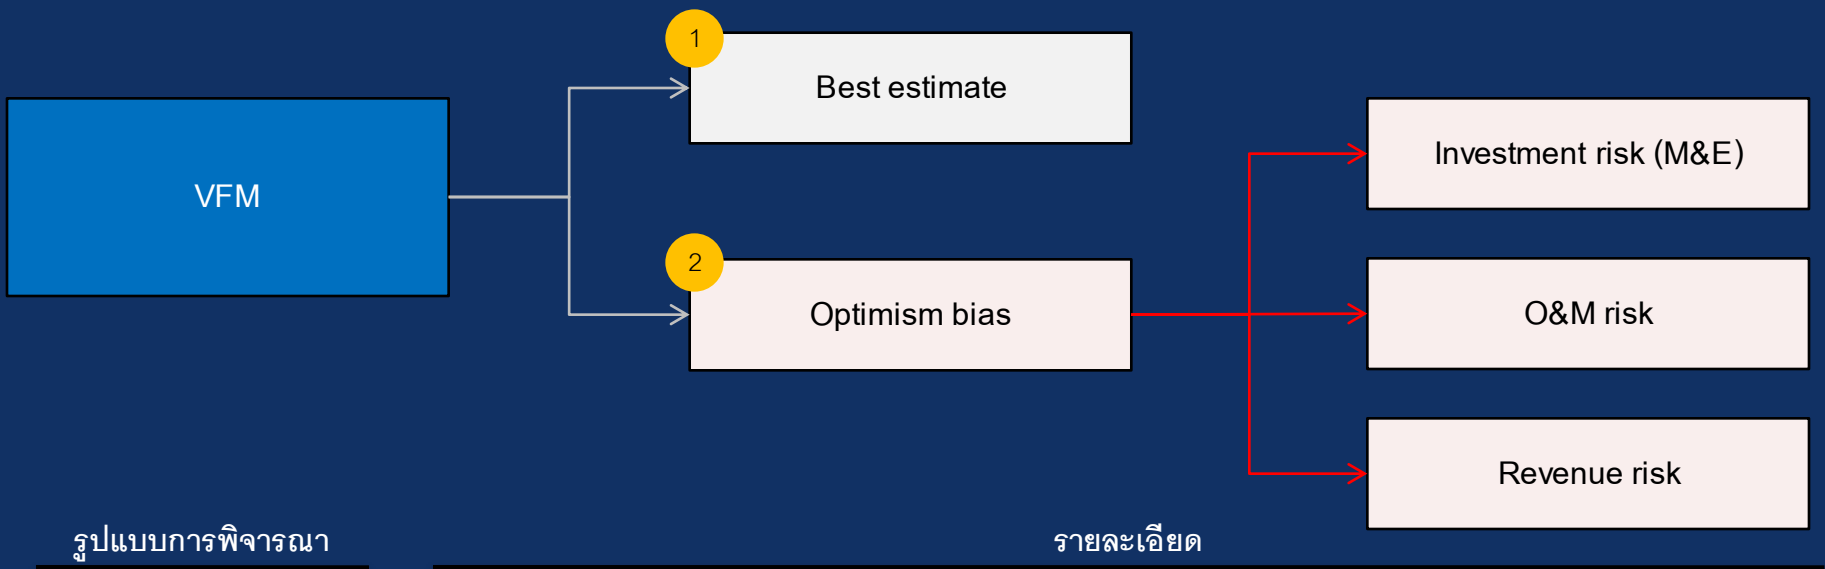 VFM
1
Best estimate
2
Optimism bias
Investment risk (M&E)
O&M risk
Revenue risk
รูปแบบการพิจารณา
รายละเอียด